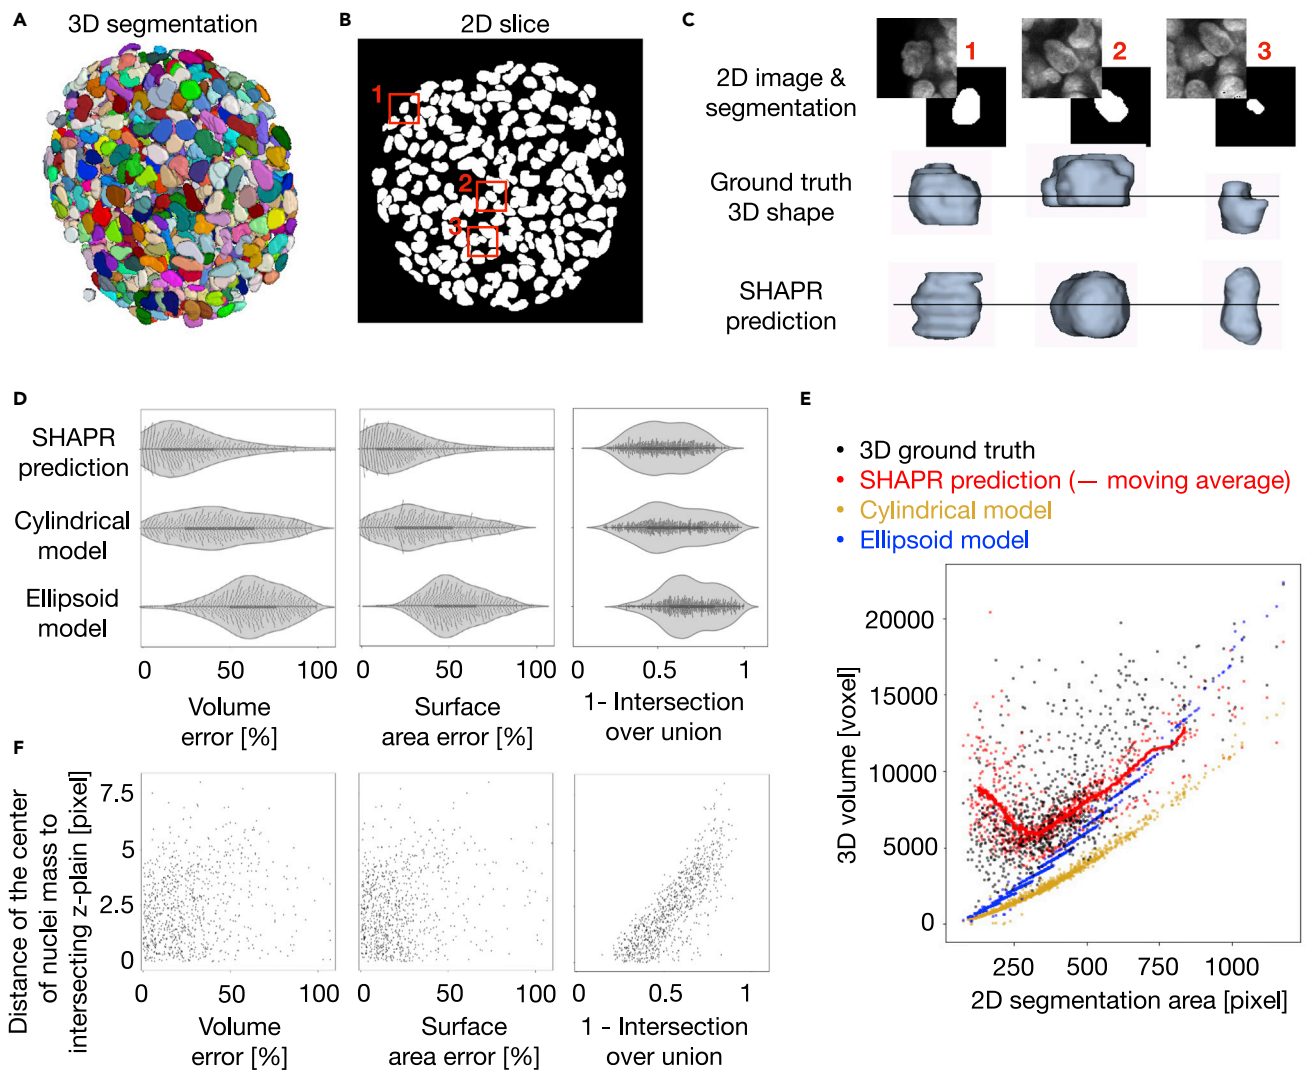 A
3D segmentation
B
2D slice
1
2
3
C
1
2
3
2D image &
segmentation
Ground truth
3D shape
SHAPR
prediction
D
SHAPR
prediction
Cylindrical
model
Ellipsoid
model
0 50 100
Volume
error [%]
0 50 100
Surface
area error [%]
0 0.5 1
1- Intersection
over union
E
3D ground truth
SHAPR prediction (— moving average)
Cylindrical model
Ellipsoid model
20000
15000
10000
5000
0
3D volume [voxel]
250 500 750 1000
2D segmentation area [pixel]
F
Distance of the center
of nuclei mass to
intersecting z-plain [pixel]
7.5
5
2.5
0
0 50 100
Volume
error [%]
0 50 100
Surface
area error [%]
0 0.5 1
1 - Intersection
over union